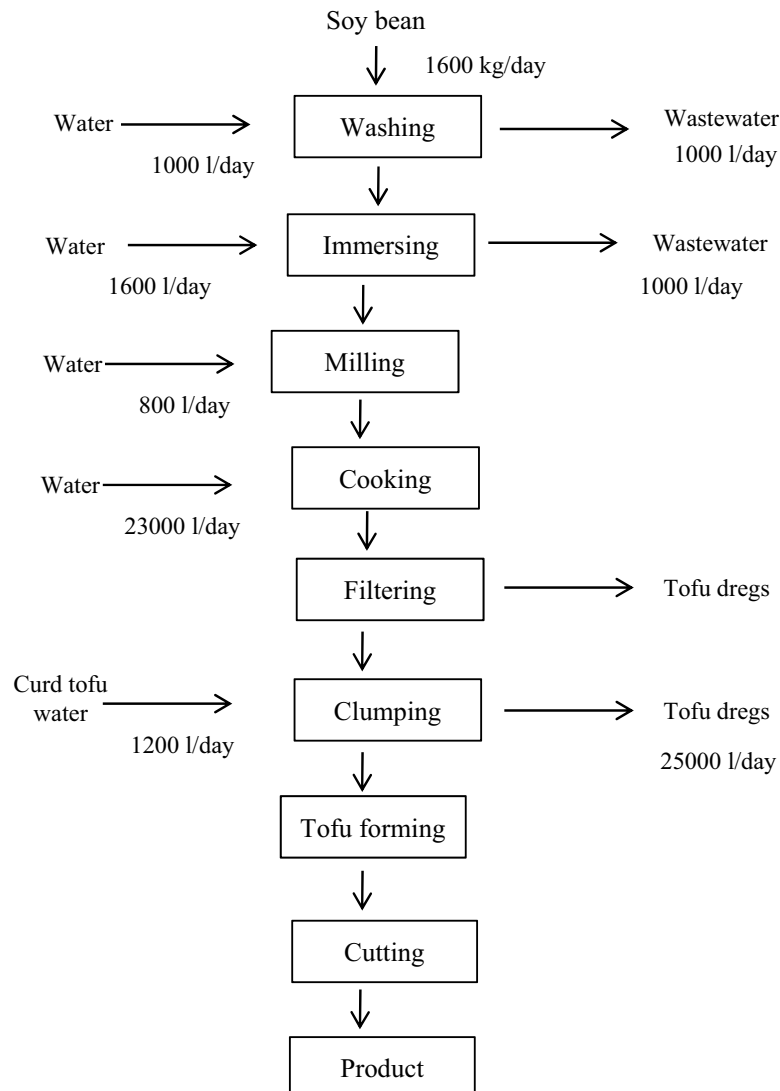 Soy bean
1600 kg/day
Water
Washing
Wastewater
1000 l/day
1000 l/day
Water
Immersing
Wastewater
1600 l/day
1000 l/day
Water
Milling
800 l/day
Water
Cooking
23000 l/day
Filtering
Tofu dregs
Curd tofu
water
Clumping
Tofu dregs
1200 l/day
25000 l/day
Tofu forming
Cutting
Product